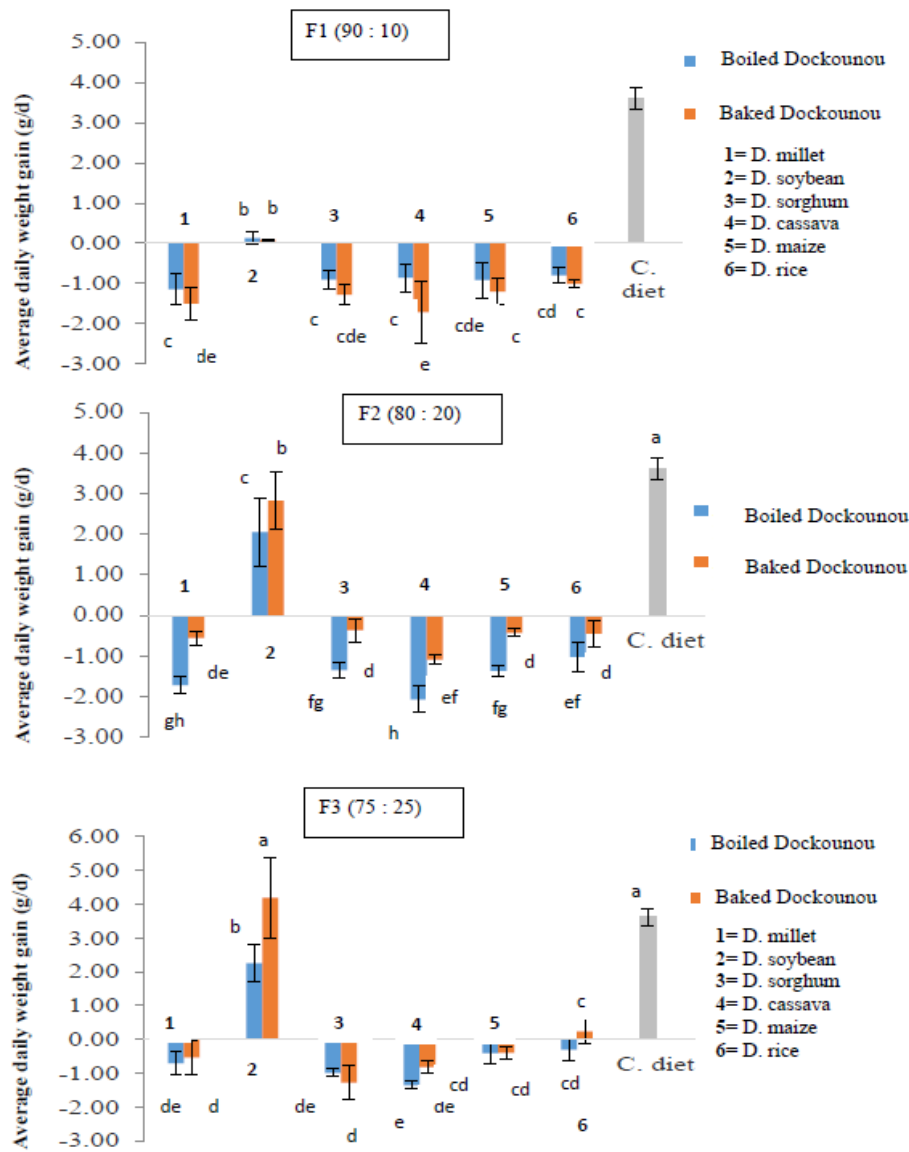 F1 (90 : 10)
5.00
4.00
3.00
2.00
1.00
0.00
-1.00
-2.00
-3.00
Average daily weight gain (g/d)
Boiled Dockounou
Baked Dockounou
1= D. millet
2= D. soybean
3= D. sorghum
4= D. cassava
5= D. maize
6= D. rice
1 b b 3 4 5 6
2
C.
diet
c de c cde c e cde c cd c
F2 (80 : 20)
5.00
4.00
3.00
2.00
1.00
0.00
-1.00
-2.00
-3.00
Average daily weight gain (g/d)
Boiled Dockounou
Baked Dockounou
a
c b
1 3 4 5 6
2
C. diet
gh de fg d h ef fg d ef d
F3 (75 : 25)
6.00
5.00
4.00
3.00
2.00
1.00
0.00
-1.00
-2.00
-3.00
Average daily weight gain (g/d)
Boiled Dockounou
Baked Dockounou
1= D. millet
2= D. soybean
3= D. sorghum
4= D. cassava
5= D. maize
6= D. rice
a
a
b
c
1 3 4 5
2
C. diet
de d de d e de cd cd cd
6